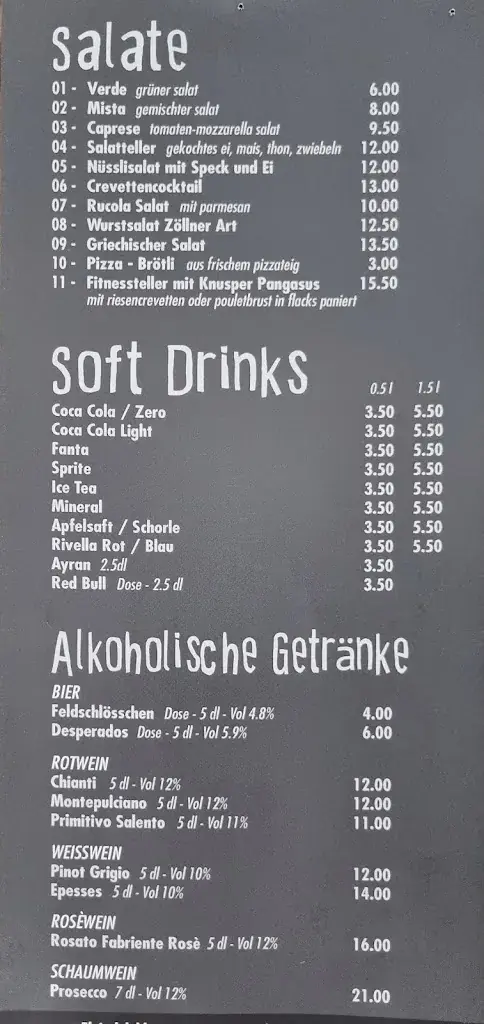 Salate
01 - Verde grüner salat 6.00
02 - Mista gemischter salat 8.00
03 - Caprese tomaten-mozzarella salat 9.50
04 - Salatteller gekochtes ei, mais, thon, zwiebeln 12.00
05 - Nüsslisalat mit Speck und Ei 12.00
06 - Crevettencocktail 13.00
07 - Rucola Salat mit parmesan 10.00
08 - Wurstsalat Zöllner Art 12.50
09 - Griechischer Salat 13.50
10 - Pizza - Brötli aus frischem pizzateig 3.00
11 - Fitnessteller mit Knusper Pangasus 15.50
mit riesencrevetten oder pouletbrust in flacks paniert
Soft Drinks 0.5 l 1.5 l
Coca Cola / Zero 3.50 5.50
Coca Cola Light 3.50 5.50
Fanta 3.50 5.50
Sprite 3.50 5.50
Ice Tea 3.50 5.50
Mineral 3.50 5.50
Apfelsaft / Schorle 3.50 5.50
Rivella Rot / Blau 3.50 5.50
Ayran 2.5dl 3.50
Red Bull Dose - 2.5 dl 3.50
Alkoholische Getränke
BIER
Feldschlösschen Dose - 5 dl - Vol 4.8% 4.00
Desperados Dose - 5 dl - Vol 5.9% 6.00
ROTWEIN
Chianti 5 dl - Vol 12% 12.00
Montepulciano 5 dl - Vol 12% 12.00
Primitivo Salento 5 dl - Vol 11% 11.00
WEISSWEIN
Pinot Grigio 5 dl - Vol 10% 12.00
Epesses 5 dl - Vol 10% 14.00
ROSÈWEIN
Rosato Fabriente Rosè 5 dl - Vol 12% 16.00
SCHAUMWEIN
Prosecco 7 dl - Vol 12% 21.00